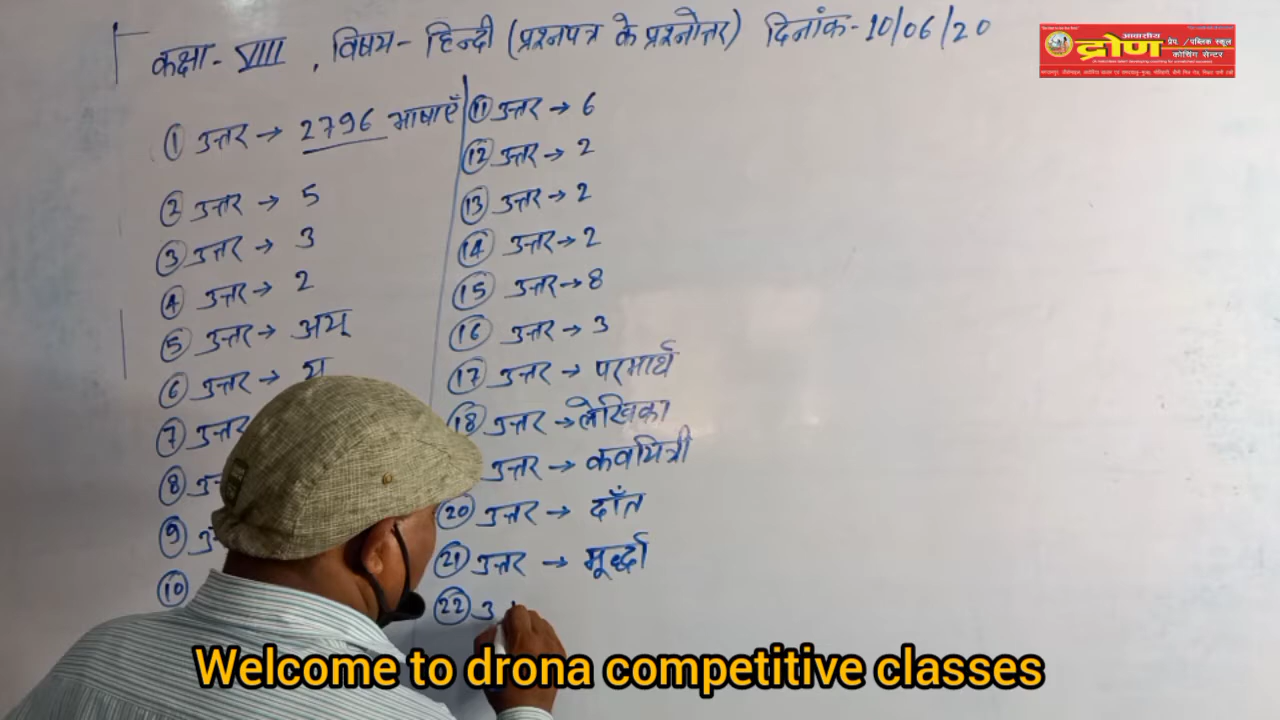 कक्षा- VIII , विषय- हिन्दी (प्रश्नपत्र के प्रश्नोत्तर) दिनांक-10/06/20
① उत्तर → 2796 भाषाएँ
② उत्तर → 5
③ उत्तर → 3
④ उत्तर → 2
⑤ उत्तर → अय्
⑥ उत्तर → य
⑦ उत्तर
⑧ उ
⑨ उ
⑩
⑪ उत्तर → 6
⑫ उत्तर → 2
⑬ उत्तर → 2
⑭ उत्तर → 2
⑮ उत्तर → 8
⑯ उत्तर → 3
⑰ उत्तर → परमार्थ
⑱ उत्तर → लेखिका
उत्तर → कवयित्री
⑳ उत्तर → दाँत
㉑ उत्तर → मूर्द्धा
㉒ उ
आवासीय
द्रोण प्रेप. / पब्लिक स्कूल
कोचिंग सेन्टर
Welcome to drona competitive classes